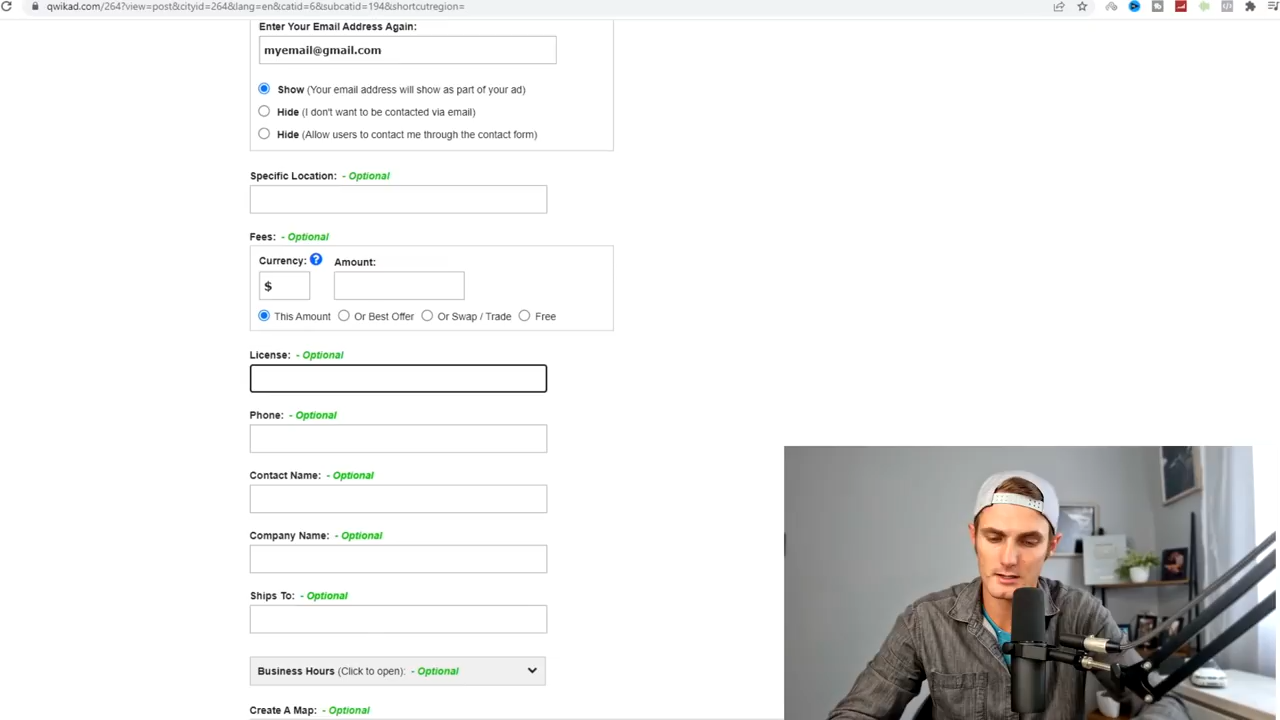 qwikad.com/264?view=post&cityid=264&lang=en&catid=6&subcatid=194&shortcutregion=
Enter Your Email Address Again:
myemail@gmail.com
Show (Your email address will show as part of your ad)
Hide (I don't want to be contacted via email)
Hide (Allow users to contact me through the contact form)
Specific Location: - Optional
Fees: - Optional
Currency: ? Amount:
$
This Amount Or Best Offer Or Swap / Trade Free
License: - Optional
Phone: - Optional
Contact Name: - Optional
Company Name: - Optional
Ships To: - Optional
Business Hours (Click to open): - Optional
Create A Map: - Optional